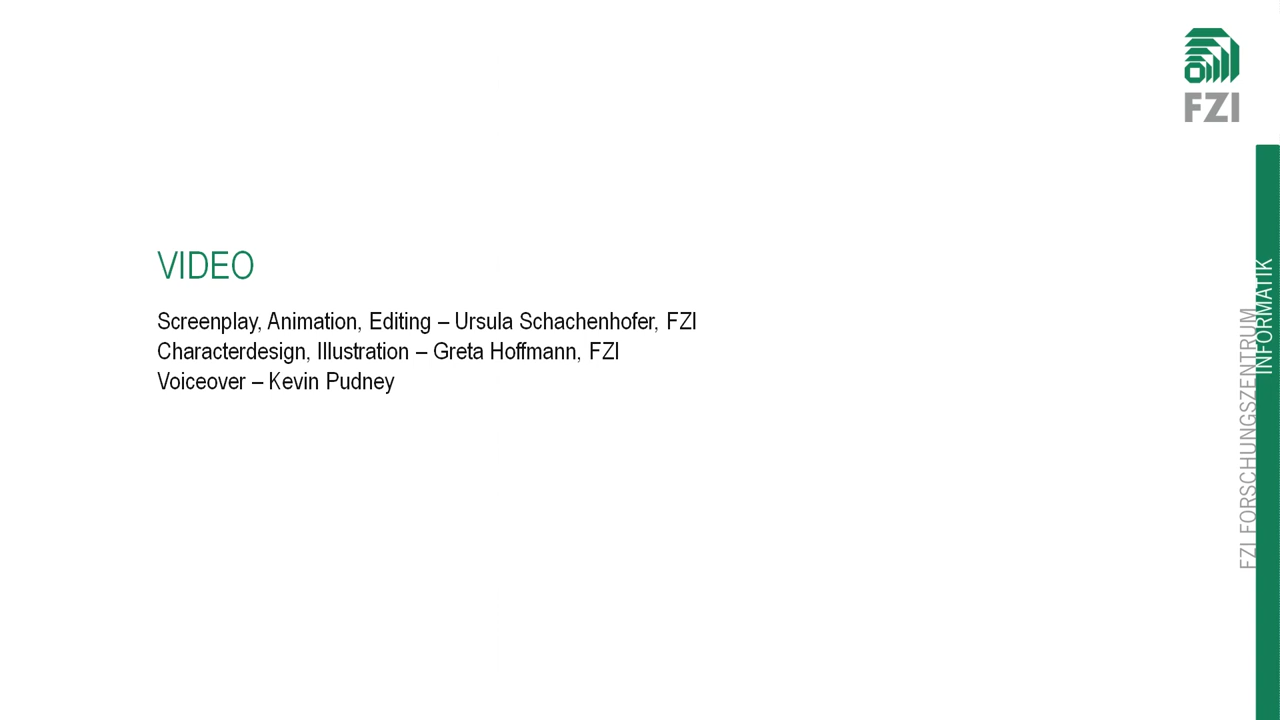 FZI
VIDEO
Screenplay, Animation, Editing – Ursula Schachenhofer, FZI
Characterdesign, Illustration – Greta Hoffmann, FZI
Voiceover – Kevin Pudney
FZI FORSCHUNGSZENTRUM
INFORMATIK